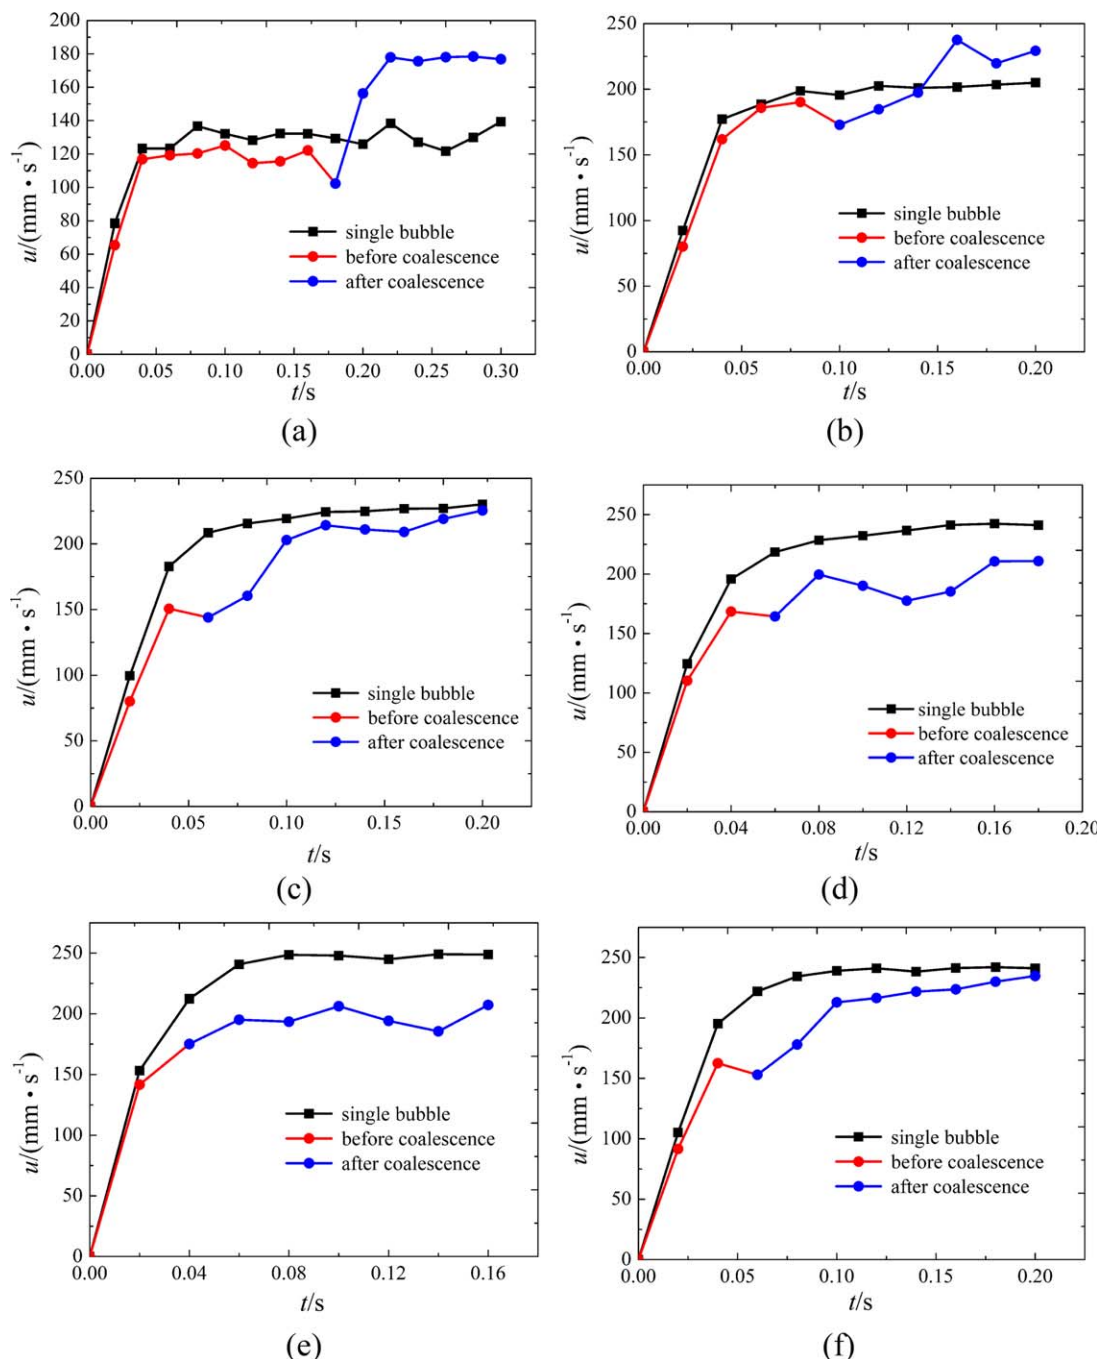 200
180
160
140
120
100
80
60
40
20
0
u/(mm • s⁻¹)
single bubble
before coalescence
after coalescence
0.00 0.05 0.10 0.15 0.20 0.25 0.30
t/s
(a)
250
200
150
100
50
0
u/(mm • s⁻¹)
single bubble
before coalescence
after coalescence
0.00 0.05 0.10 0.15 0.20
t/s
(b)
250
200
150
100
50
0
u/(mm • s⁻¹)
single bubble
before coalescence
after coalescence
0.00 0.05 0.10 0.15 0.20
t/s
(c)
250
200
150
100
50
0
u/(mm • s⁻¹)
single bubble
before coalescence
after coalescence
0.00 0.04 0.08 0.12 0.16 0.20
t/s
(d)
250
200
150
100
50
0
u/(mm • s⁻¹)
single bubble
before coalescence
after coalescence
0.00 0.04 0.08 0.12 0.16
t/s
(e)
250
200
150
100
50
0
u/(mm • s⁻¹)
single bubble
before coalescence
after coalescence
0.00 0.05 0.10 0.15 0.20
t/s
(f)